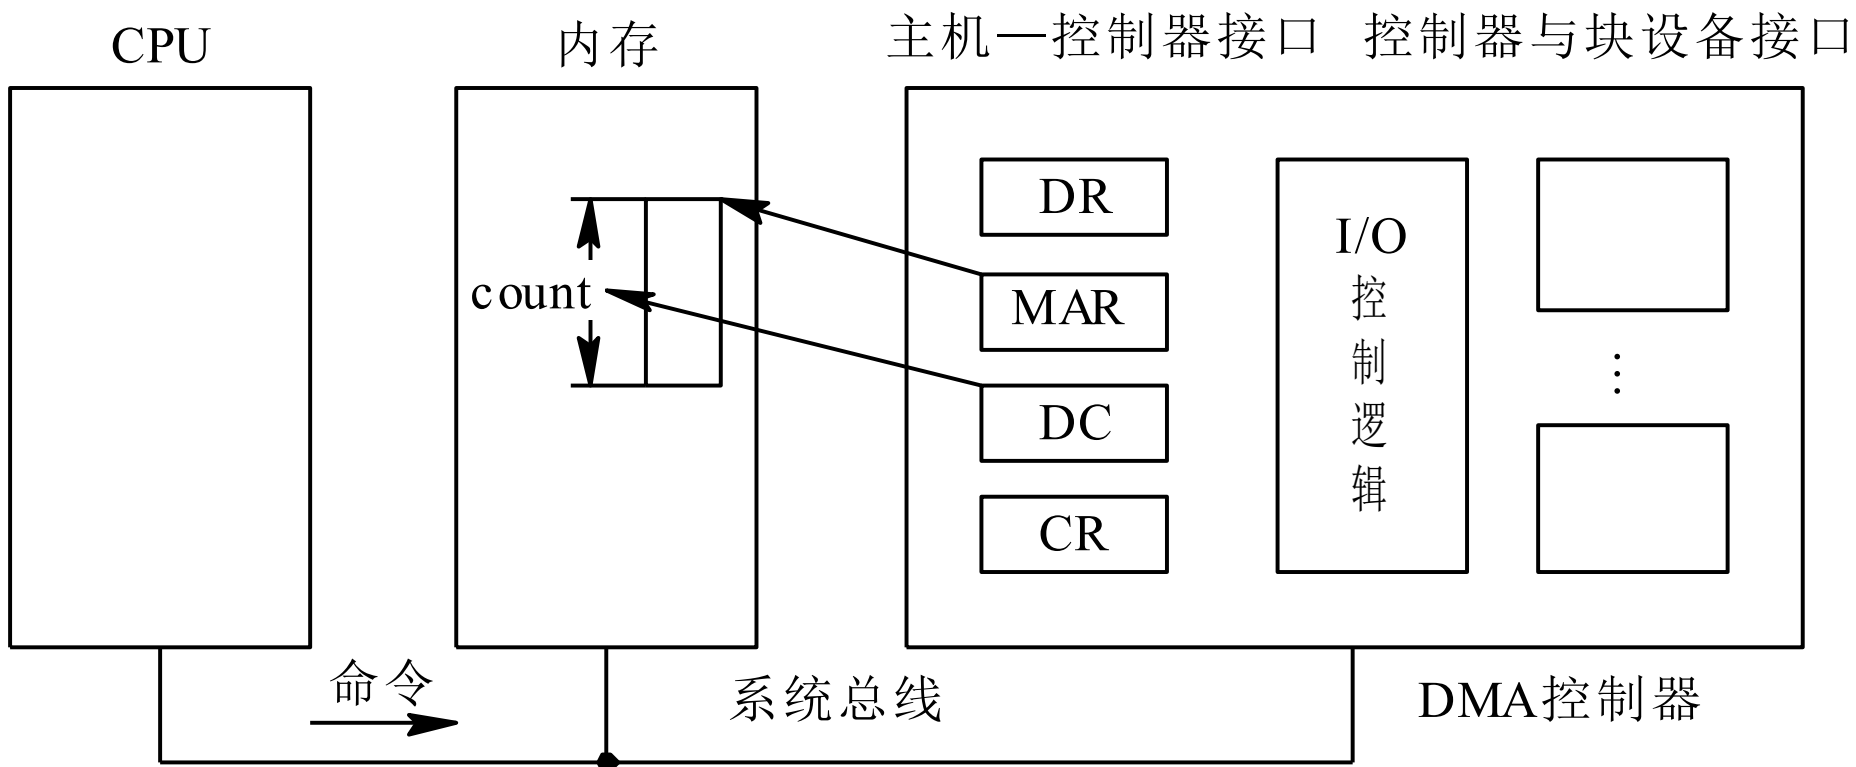 CPU
内存
主机—控制器接口
控制器与块设备接口
count
DR
MAR
DC
CR
I/O
控
制
逻
辑
⋮
命令
系统总线
DMA控制器